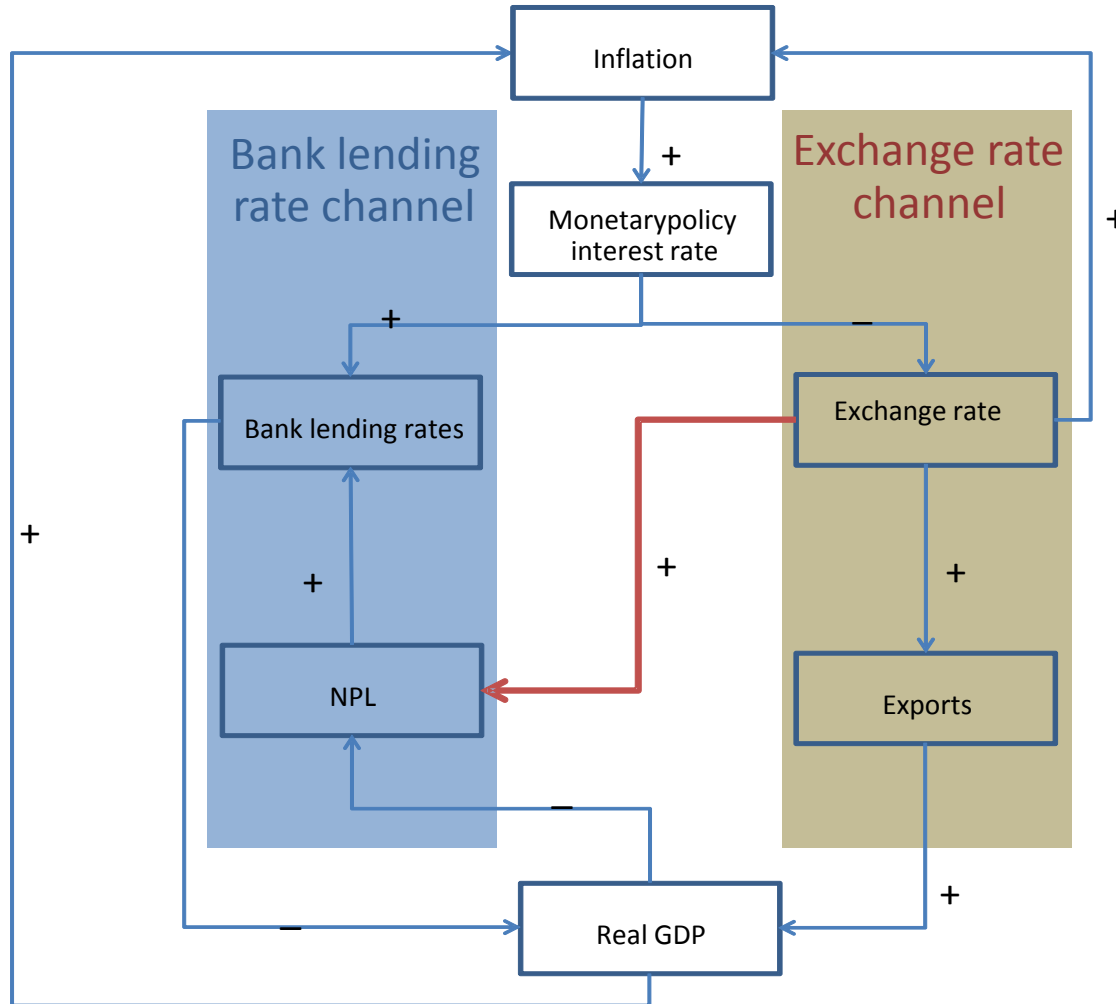 Inflation
+
Bank lending
rate channel
Exchange rate
channel
+
Monetarypolicy
interest rate
+
–
Bank lending rates
Exchange rate
+
+
+
+
NPL
Exports
–
+
–
Real GDP